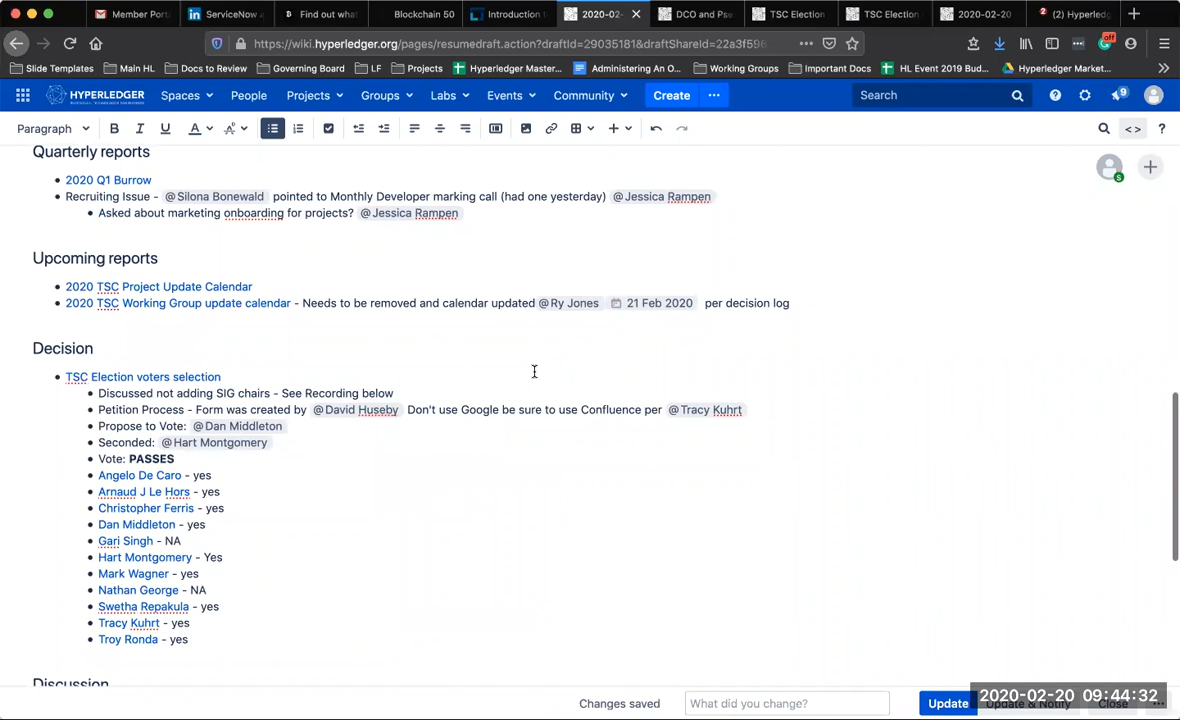 Member Port
ServiceNow
Find out what
Blockchain 50
Introduction
2020-02-
DCO and Pse
TSC Election
TSC Election
2020-02-20
(2) Hyperledg
https://wiki.hyperledger.org/pages/resumedraft.action?draftId=29035181&draftShareId=22a3f596
off
Slide Templates
Main HL
Docs to Review
Governing Board
LF
Projects
Hyperledger Master...
Administering An O...
Working Groups
Important Docs
HL Event 2019 Bud...
Hyperledger Market...
HYPERLEDGER
Spaces
People
Projects
Groups
Labs
Events
Community
Create
Search
9
Paragraph
B I U A
Quarterly reports
S
2020 Q1 Burrow
Recruiting Issue - @Silona Bonewald pointed to Monthly Developer marking call (had one yesterday) @Jessica Rampen
Asked about marketing onboarding for projects? @Jessica Rampen
Upcoming reports
2020 TSC Project Update Calendar
2020 TSC Working Group update calendar - Needs to be removed and calendar updated @Ry Jones 21 Feb 2020 per decision log
Decision
TSC Election voters selection
Discussed not adding SIG chairs - See Recording below
Petition Process - Form was created by @David Huseby Don't use Google be sure to use Confluence per @Tracy Kuhrt
Propose to Vote: @Dan Middleton
Seconded: @Hart Montgomery
Vote: PASSES
Angelo De Caro - yes
Arnaud J Le Hors - yes
Christopher Ferris - yes
Dan Middleton - yes
Gari Singh - NA
Hart Montgomery - Yes
Mark Wagner - yes
Nathan George - NA
Swetha Repakula - yes
Tracy Kuhrt - yes
Troy Ronda - yes
Discussion
Changes saved
What did you change?
Update
Update & Notify
Close
2020-02-20 09:44:32